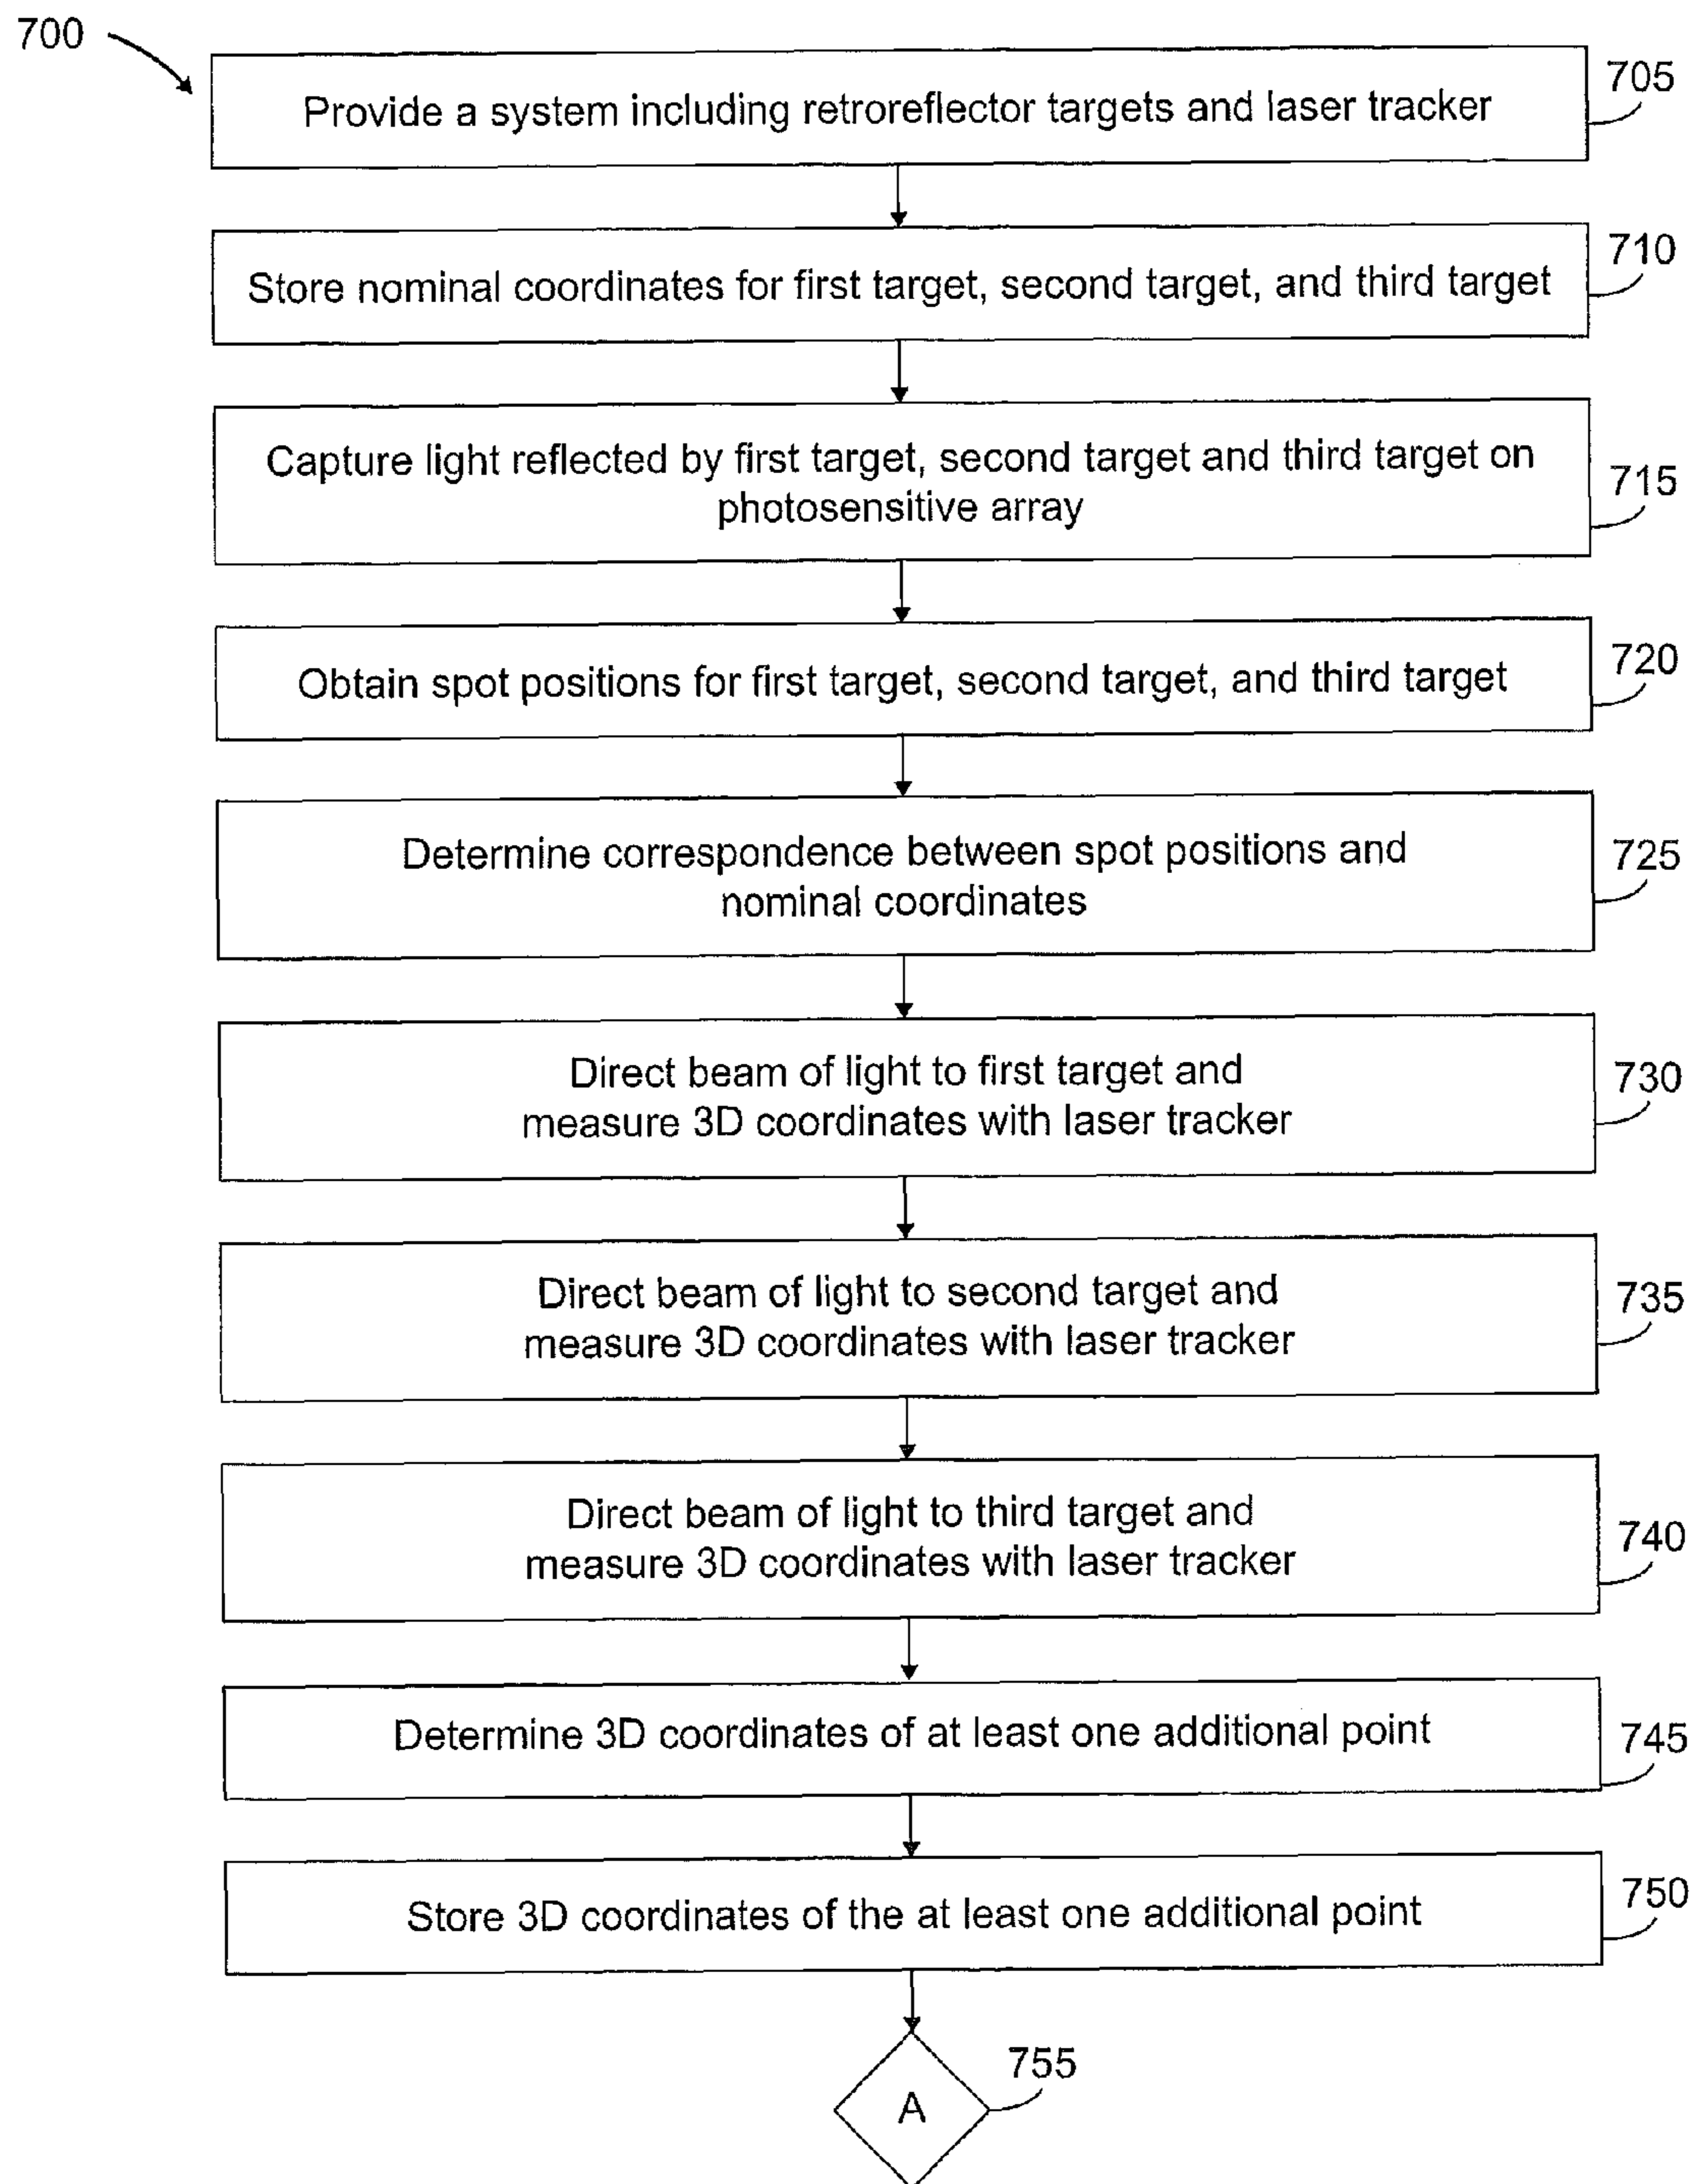 700
Provide a system including retroreflector targets and laser tracker
705
Store nominal coordinates for first target, second target, and third target
710
Capture light reflected by first target, second target and third target on
photosensitive array
715
Obtain spot positions for first target, second target, and third target
720
Determine correspondence between spot positions and
nominal coordinates
725
Direct beam of light to first target and
measure 3D coordinates with laser tracker
730
Direct beam of light to second target and
measure 3D coordinates with laser tracker
735
Direct beam of light to third target and
measure 3D coordinates with laser tracker
740
Determine 3D coordinates of at least one additional point
745
Store 3D coordinates of the at least one additional point
750
A
755